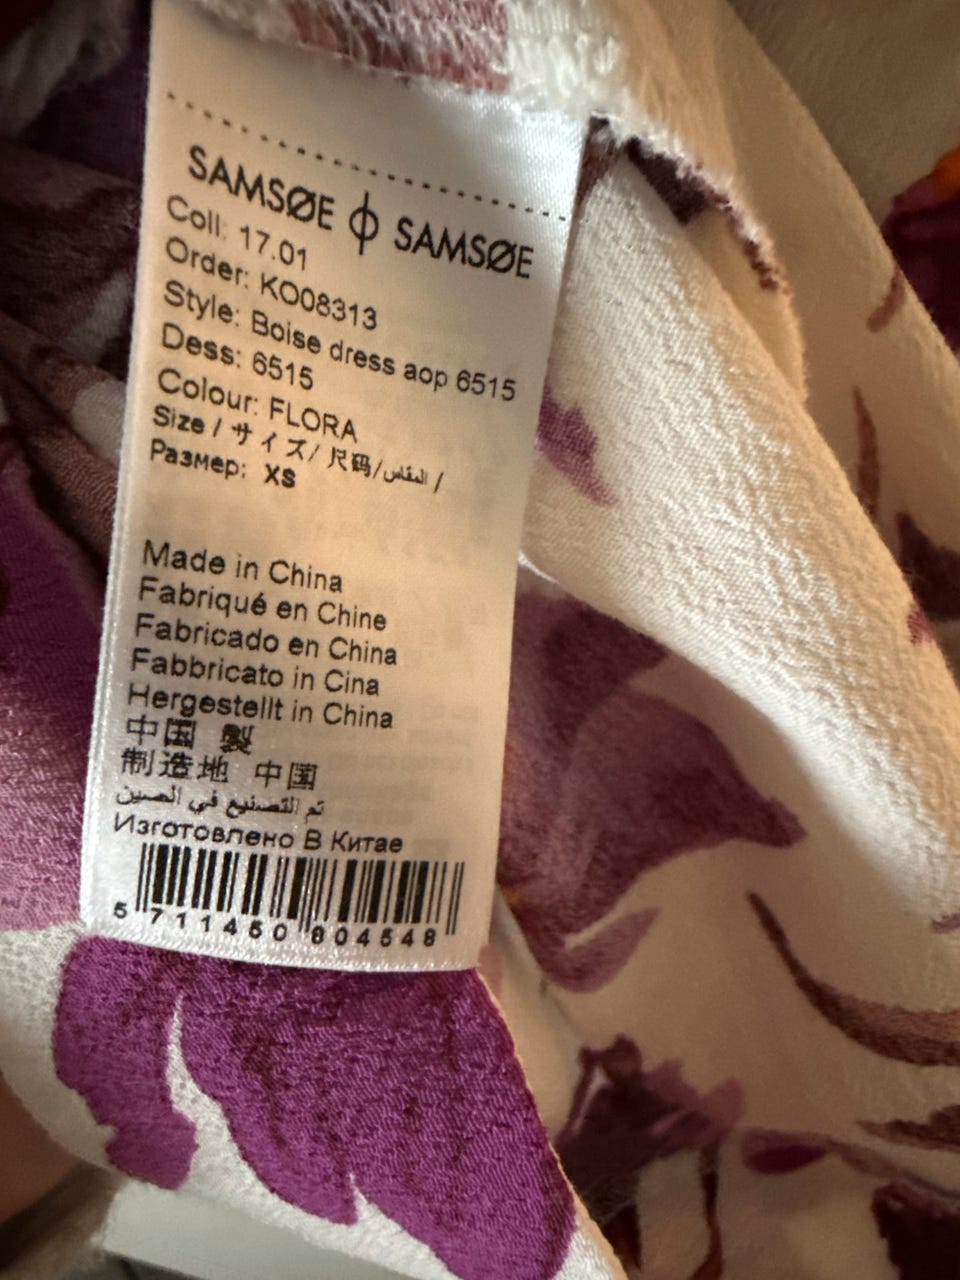 SAMSØE ϕ SAMSØE
Coll: 17.01
Order: KO08313
Style: Boise dress aop 6515
Dess: 6515
Colour: FLORA
Size / サイズ/ 尺码/المقاس /
Размер: XS
Made in China
Fabriqué en Chine
Fabricado en China
Fabbricato in Cina
Hergestellt in China
中国 製
制造地 中国
تم التصنيع في الصين
Изготовлено В Китае
5 711450 804548